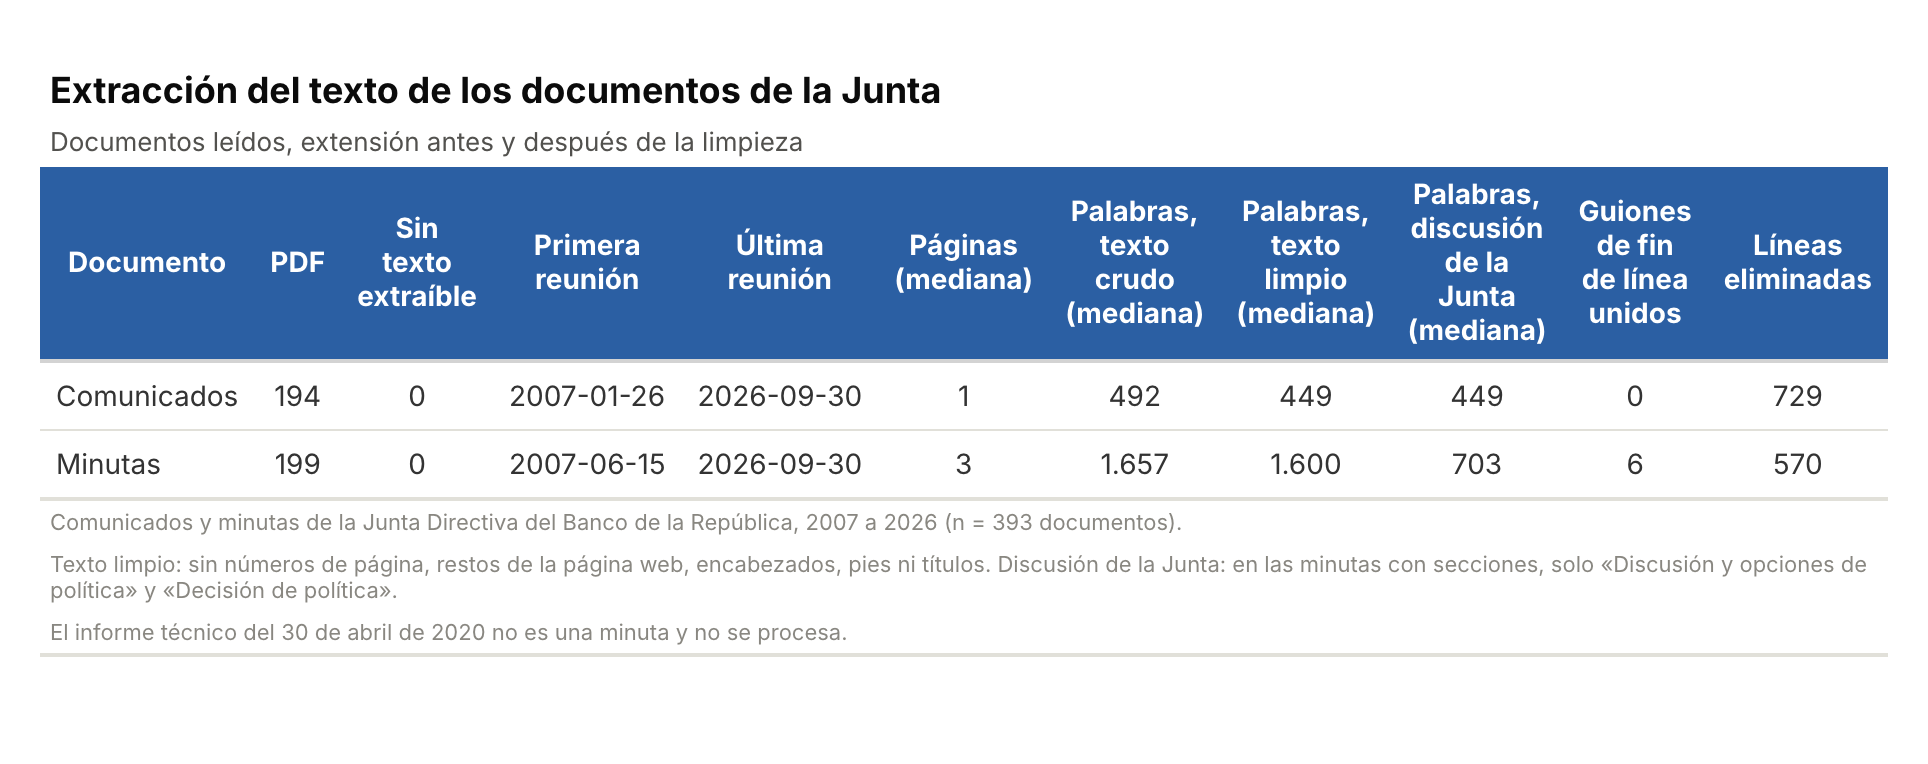 Extracción del texto de los documentos de la Junta
Documentos leídos, extensión antes y después de la limpieza
Documento PDF Sin texto extraíble Primera reunión Última reunión Páginas (mediana) Palabras, texto crudo (mediana) Palabras, texto limpio (mediana) Palabras, discusión de la Junta (mediana) Guiones de fin de línea unidos Líneas eliminadas
Comunicados 194 0 2007-01-26 2026-09-30 1 492 449 449 0 729
Minutas 199 0 2007-06-15 2026-09-30 3 1.657 1.600 703 6 570
Comunicados y minutas de la Junta Directiva del Banco de la República, 2007 a 2026 (n = 393 documentos).
Texto limpio: sin números de página, restos de la página web, encabezados, pies ni títulos. Discusión de la Junta: en las minutas con secciones, solo «Discusión y opciones de
política» y «Decisión de política».
El informe técnico del 30 de abril de 2020 no es una minuta y no se procesa.